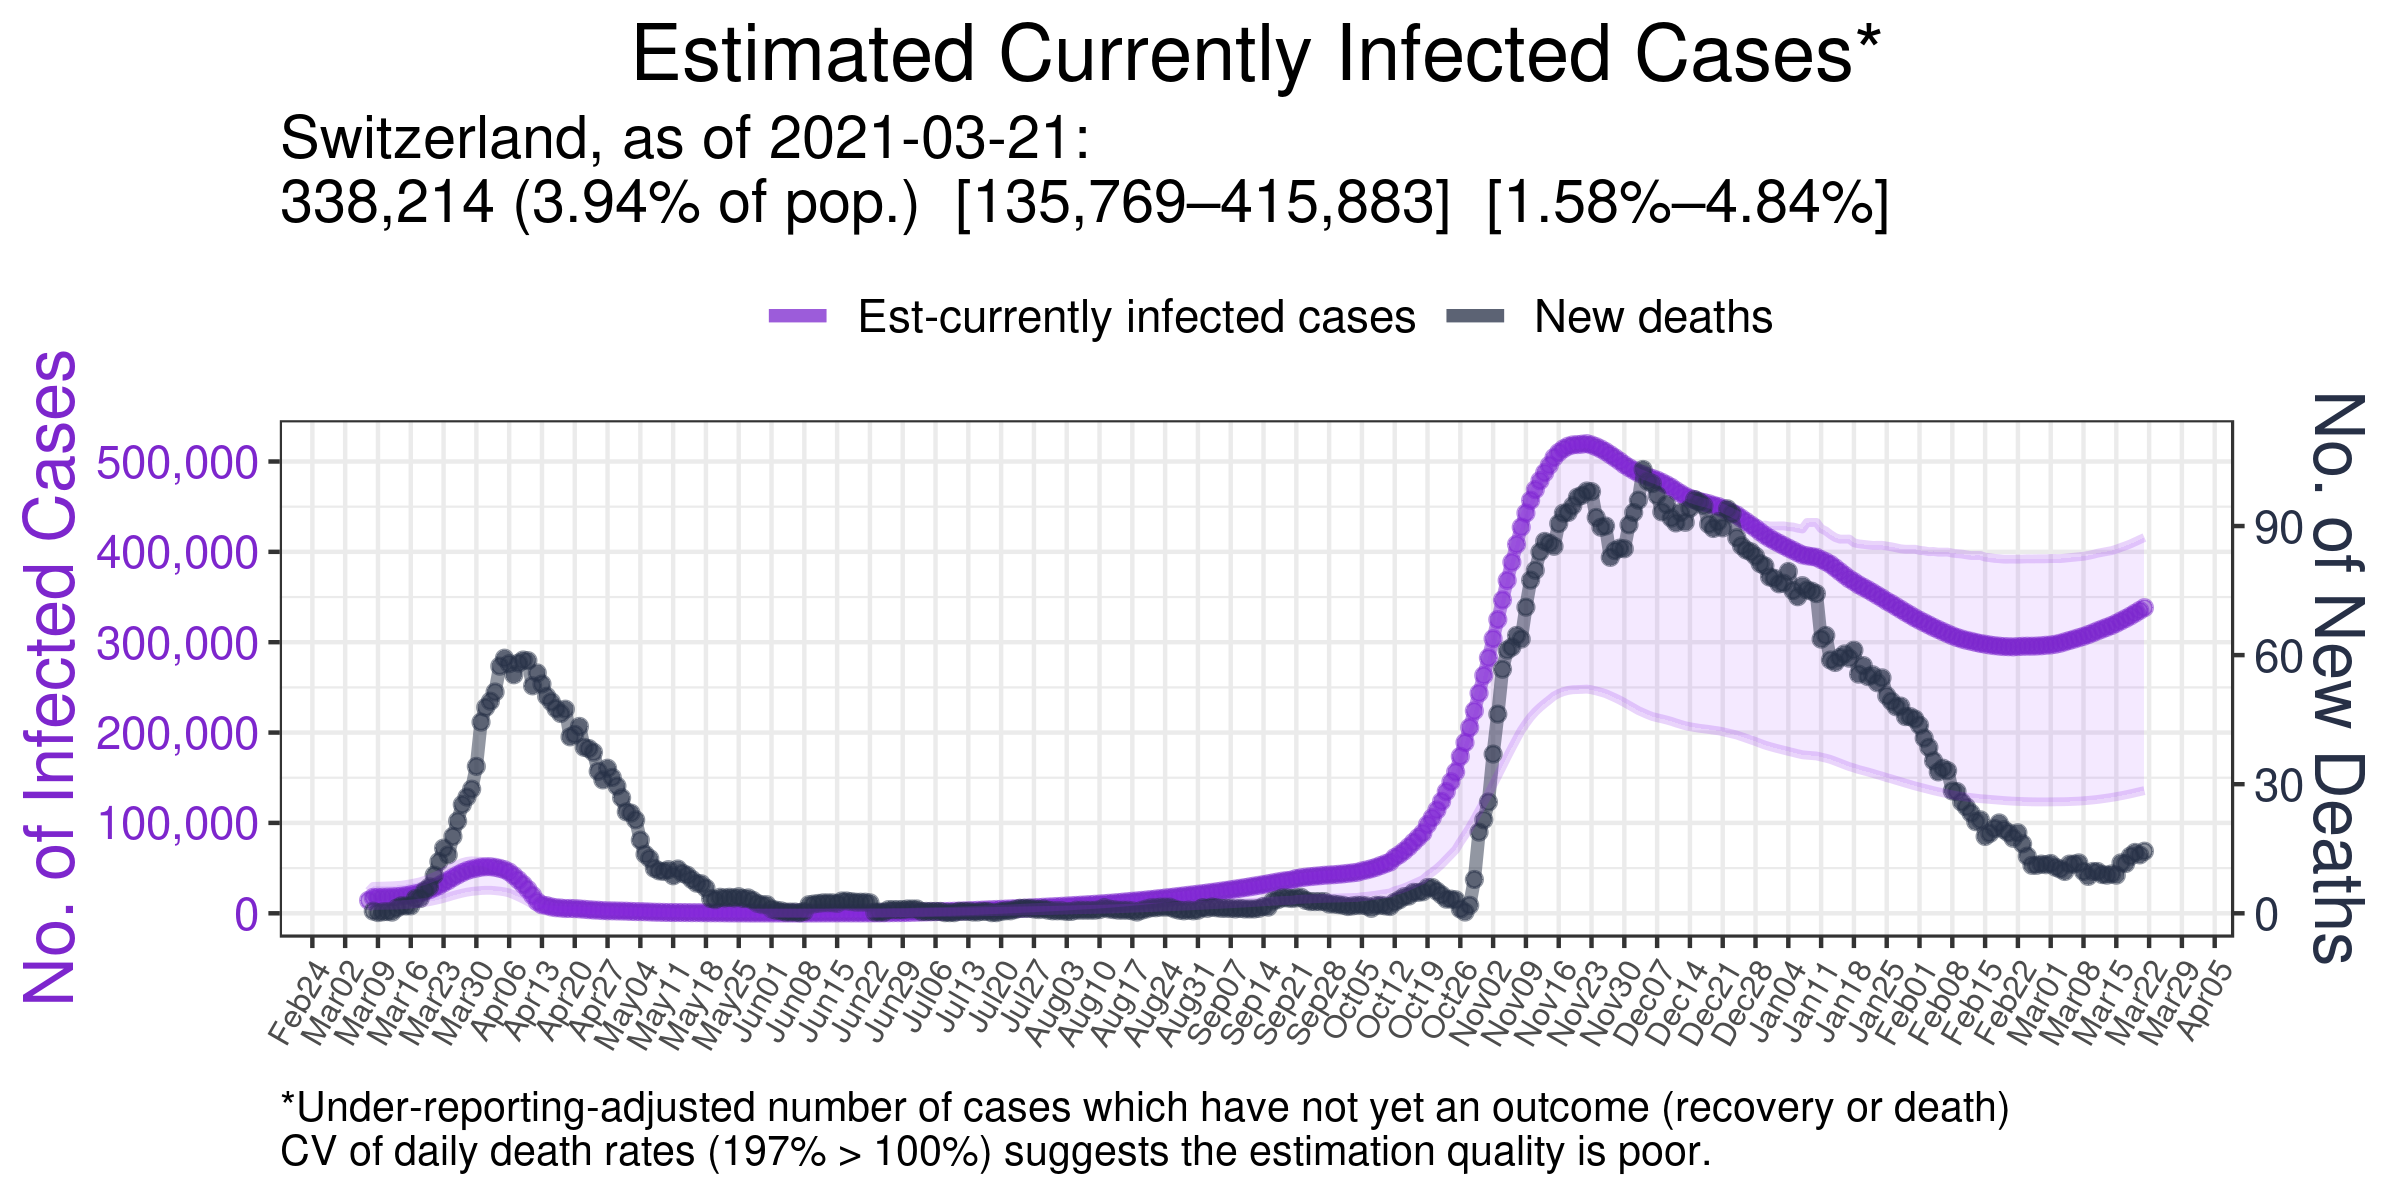 Estimated Currently Infected Cases*
Switzerland, as of 2021-03-21:
338,214 (3.94% of pop.) [135,769–415,883] [1.58%–4.84%]
Est-currently infected cases
New deaths
No. of Infected Cases
500,000
400,000
300,000
200,000
100,000
0
No. of New Deaths
90
60
30
0
Feb24
Mar02
Mar09
Mar16
Mar23
Mar30
Apr06
Apr13
Apr20
Apr27
May04
May11
May18
May25
Jun01
Jun08
Jun15
Jun22
Jun29
Jul06
Jul13
Jul20
Jul27
Aug03
Aug10
Aug17
Aug24
Aug31
Sep07
Sep14
Sep21
Sep28
Oct05
Oct12
Oct19
Oct26
Nov02
Nov09
Nov16
Nov23
Nov30
Dec07
Dec14
Dec21
Dec28
Jan04
Jan11
Jan18
Jan25
Feb01
Feb08
Feb15
Feb22
Mar01
Mar08
Mar15
Mar22
Mar29
Apr05
*Under-reporting-adjusted number of cases which have not yet an outcome (recovery or death)
CV of daily death rates (197% > 100%) suggests the estimation quality is poor.